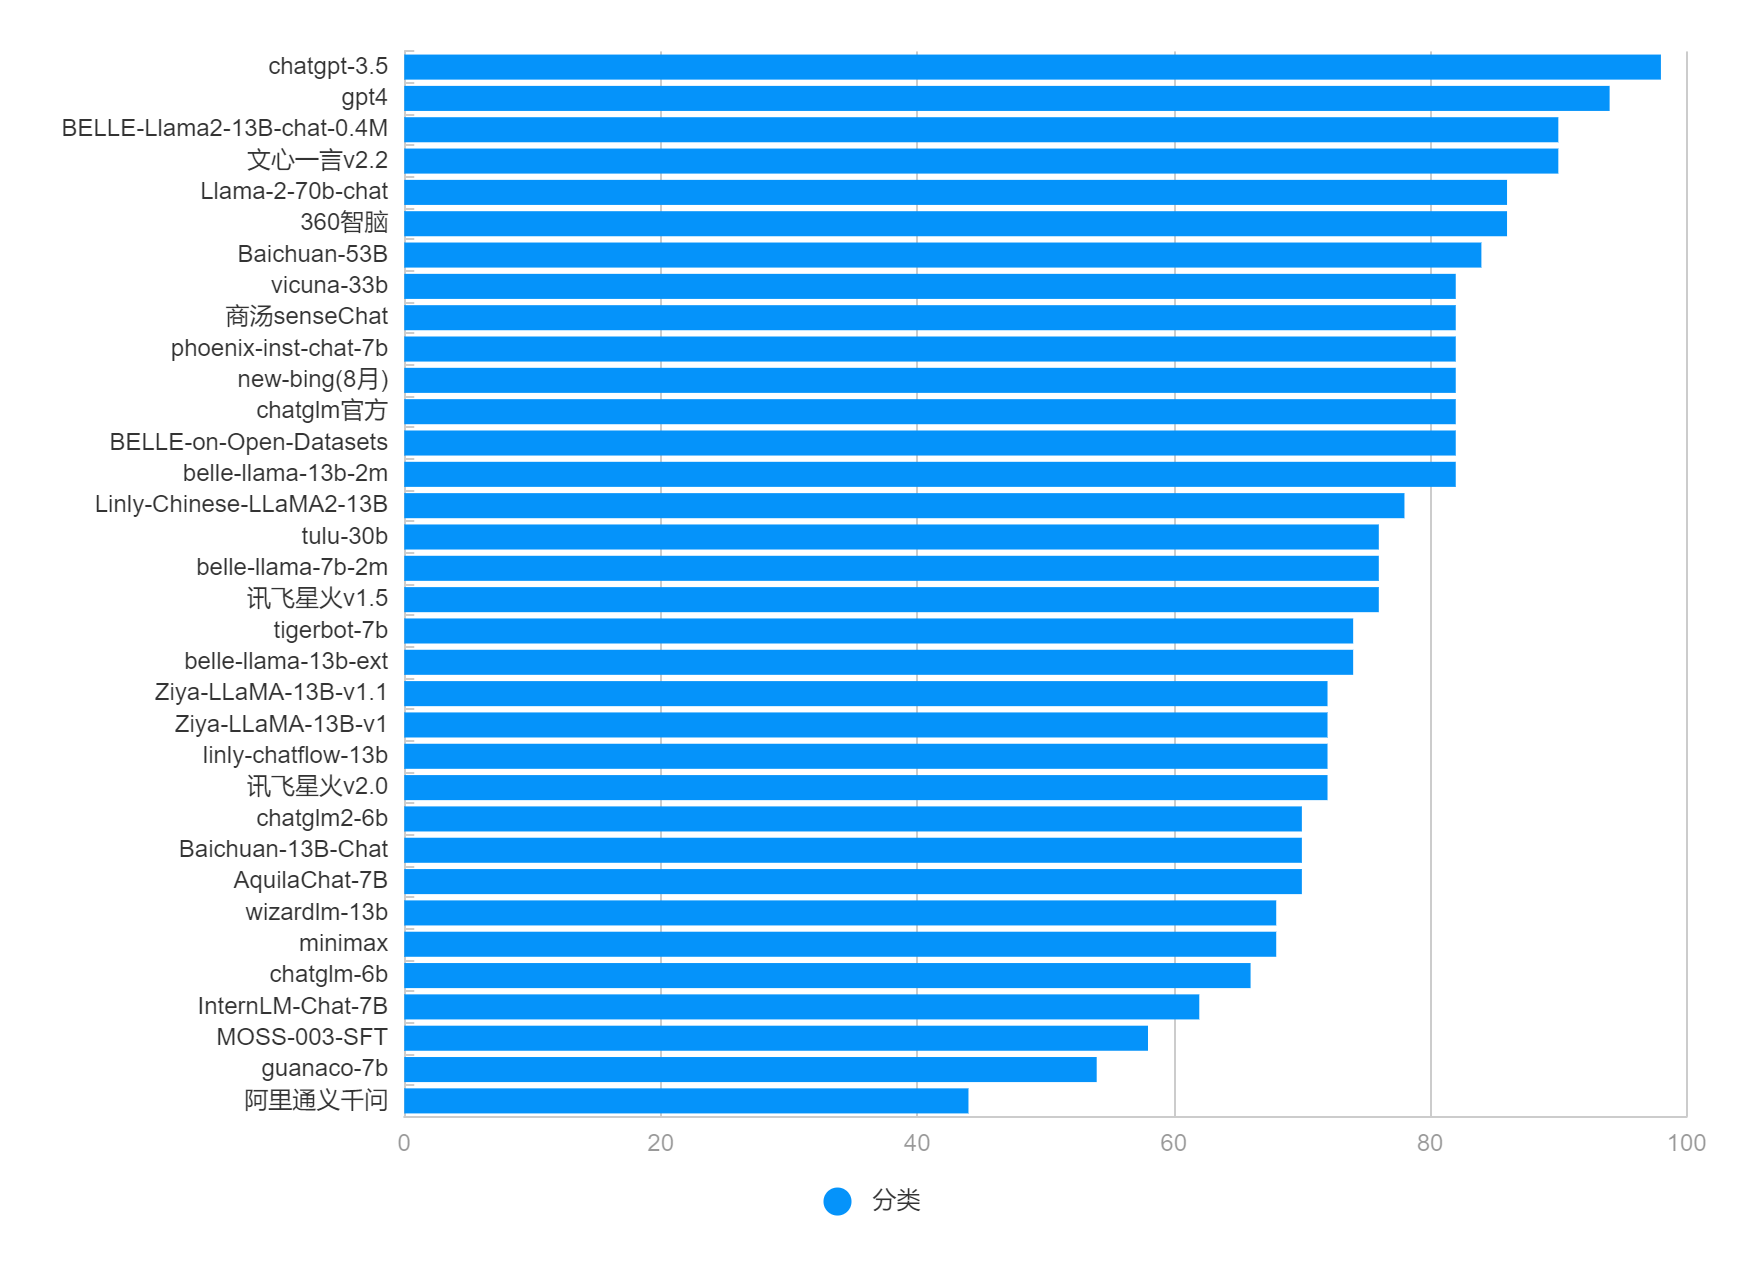 chatgpt-3.5
gpt4
BELLE-Llama2-13B-chat-0.4M
文心一言v2.2
Llama-2-70b-chat
360智脑
Baichuan-53B
vicuna-33b
商汤senseChat
phoenix-inst-chat-7b
new-bing(8月)
chatglm官方
BELLE-on-Open-Datasets
belle-llama-13b-2m
Linly-Chinese-LLaMA2-13B
tulu-30b
belle-llama-7b-2m
讯飞星火v1.5
tigerbot-7b
belle-llama-13b-ext
Ziya-LLaMA-13B-v1.1
Ziya-LLaMA-13B-v1
linly-chatflow-13b
讯飞星火v2.0
chatglm2-6b
Baichuan-13B-Chat
AquilaChat-7B
wizardlm-13b
minimax
chatglm-6b
InternLM-Chat-7B
MOSS-003-SFT
guanaco-7b
阿里通义千问
0 20 40 60 80 100
分类